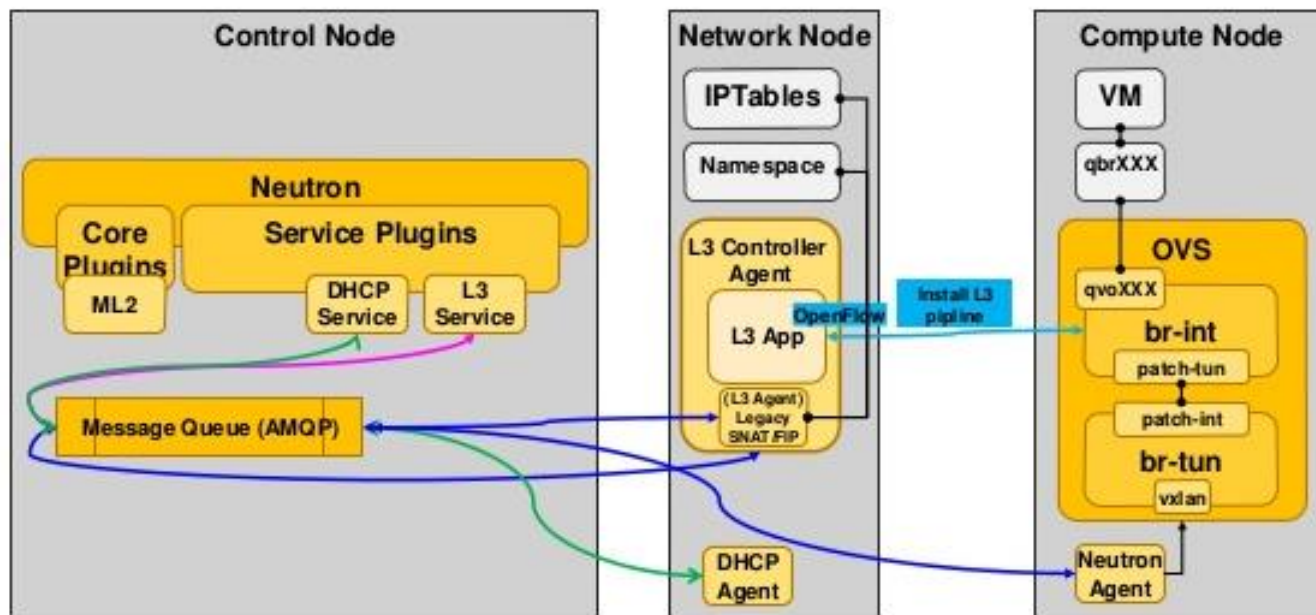 Control Node
Neutron
Core
Plugins
Service Plugins
ML2
DHCP
Service
L3
Service
Message Queue (AMQP)
Network Node
IPTables
Namespace
L3 Controller
Agent
OpenFlow
L3 App
(L3 Agent)
Legacy
SNAT/FIP
DHCP
Agent
Install L3
pipline
Compute Node
VM
qbrXXX
OVS
qvoXXX
br-int
patch-tun
patch-int
br-tun
vxlan
Neutron
Agent